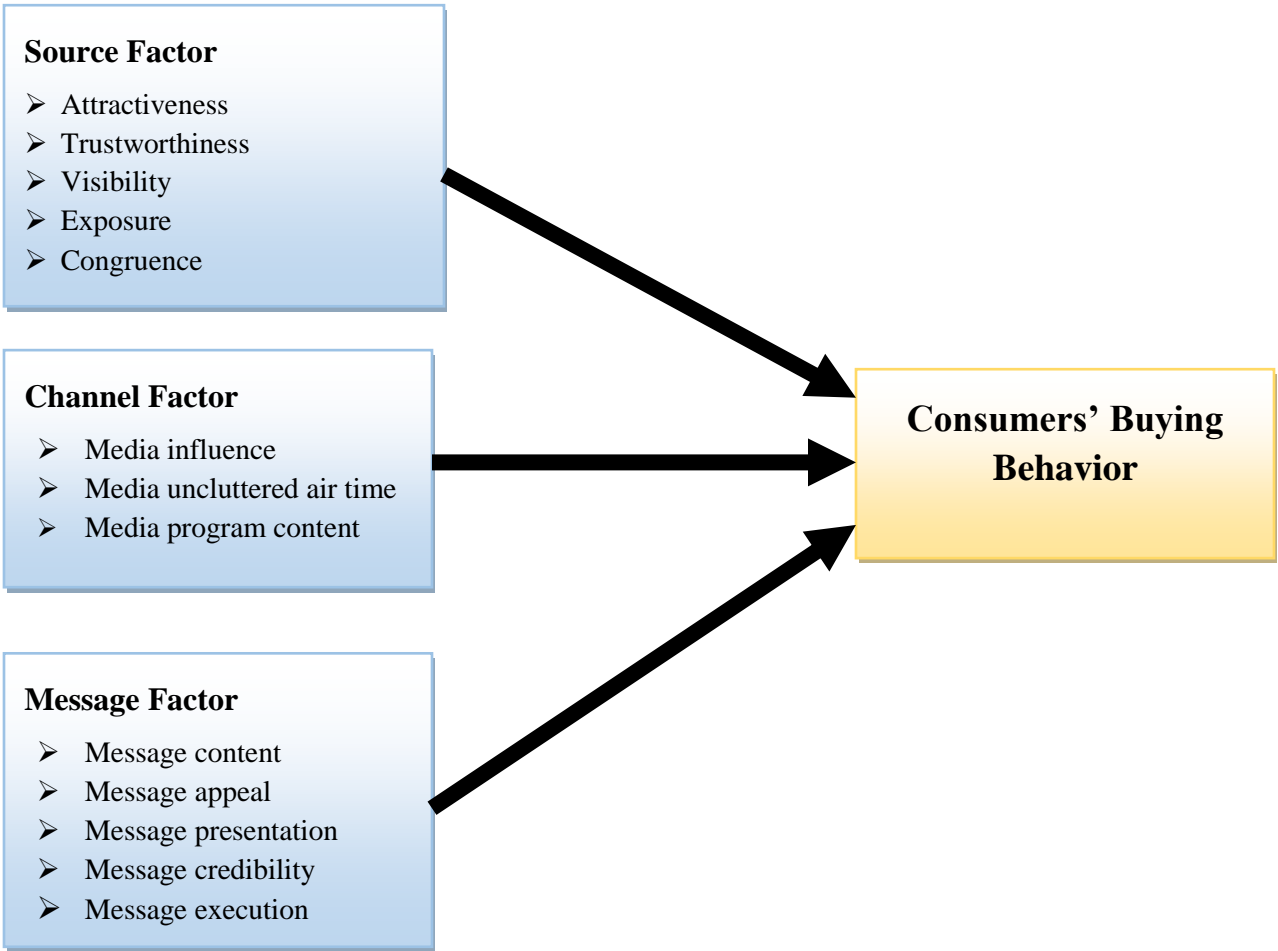 Source Factor
➢ Attractiveness
➢ Trustworthiness
➢ Visibility
➢ Exposure
➢ Congruence
Channel Factor
➢ Media influence
➢ Media uncluttered air time
➢ Media program content
Message Factor
➢ Message content
➢ Message appeal
➢ Message presentation
➢ Message credibility
➢ Message execution
Consumers’ Buying
Behavior